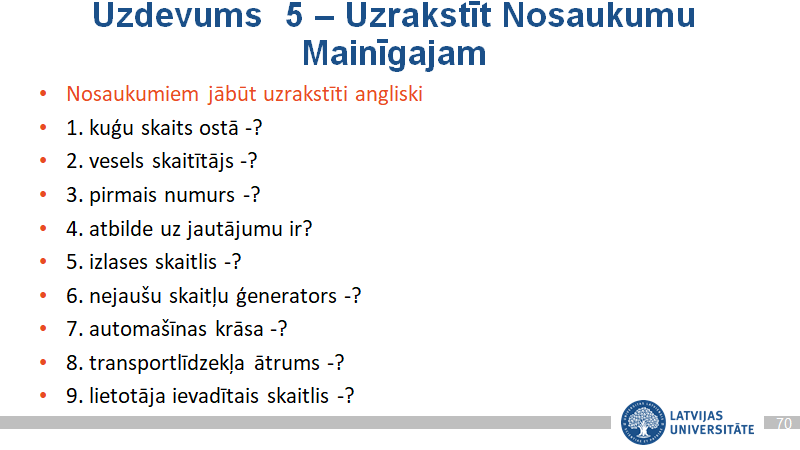 Uzdevums 5 – Uzrakstīt Nosaukumu
Mainīgajam
• Nosaukumiem jābūt uzrakstīti angliski
• 1. kuģu skaits ostā -?
• 2. vesels skaitītājs -?
• 3. pirmais numurs -?
• 4. atbilde uz jautājumu ir?
• 5. izlases skaitlis -?
• 6. nejaušu skaitļu ģenerators -?
• 7. automašīnas krāsa -?
• 8. transportlīdzekļa ātrums -?
• 9. lietotāja ievadītais skaitlis -?
LATVIJAS
UNIVERSITĀTE
70